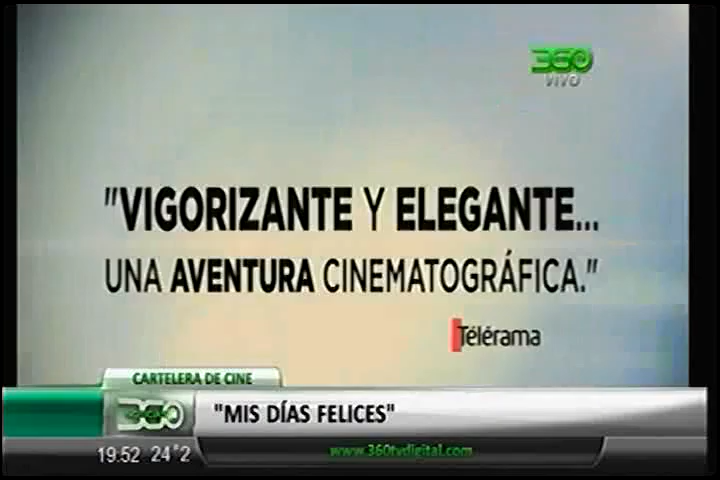 360
VIVO
"VIGORIZANTE Y ELEGANTE...
UNA AVENTURA CINEMATOGRÁFICA."
Télérama
CARTELERA DE CINE
360
"MIS DÍAS FELICES"
19.52 24°2
www.360tvdigital.com